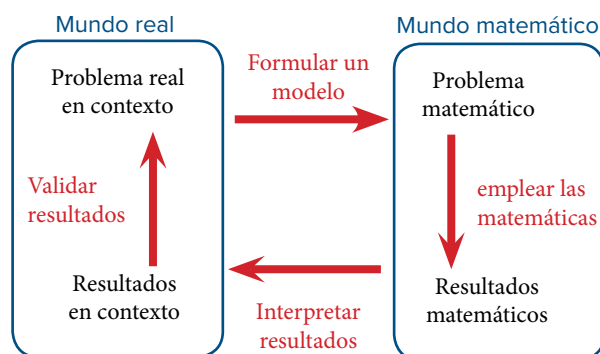 Mundo real
Mundo matemático
Problema real
en contexto
Formular un
modelo
Problema
matemático
Validar
resultados
emplear las
matemáticas
Resultados
en contexto
Interpretar
resultados
Resultados
matemáticos